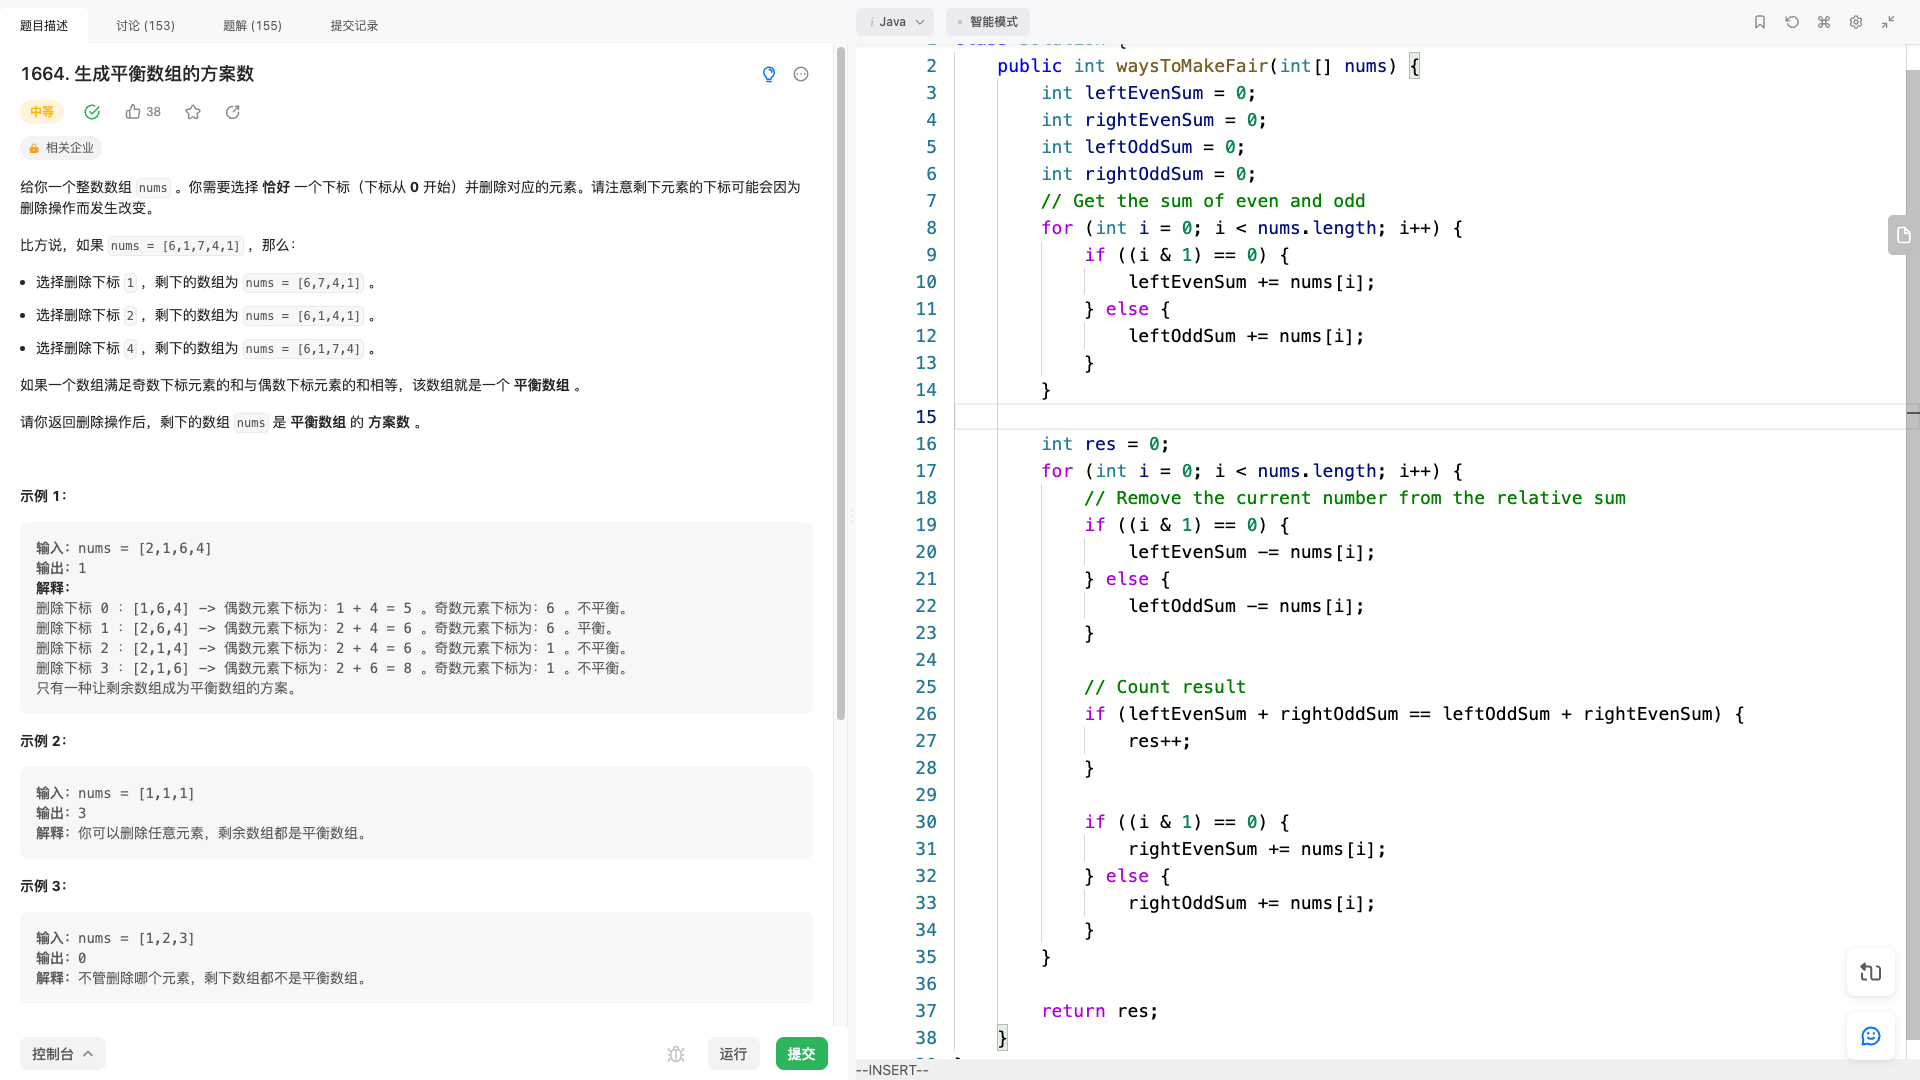 题目描述
讨论 (153)
题解 (155)
提交记录
1664. 生成平衡数组的方案数
中等
38
相关企业
给你一个整数数组 nums 。你需要选择 恰好 一个下标（下标从 0 开始）并删除对应的元素。请注意剩下元素的下标可能会因为
删除操作而发生改变。
比方说，如果 nums = [6,1,7,4,1] ，那么：
• 选择删除下标 1 ，剩下的数组为 nums = [6,7,4,1] 。
• 选择删除下标 2 ，剩下的数组为 nums = [6,1,4,1] 。
• 选择删除下标 4 ，剩下的数组为 nums = [6,1,7,4] 。
如果一个数组满足奇数下标元素的和与偶数下标元素的和相等，该数组就是一个 平衡数组 。
请你返回删除操作后，剩下的数组 nums 是 平衡数组 的 方案数 。
示例 1：
输入：nums = [2,1,6,4]
输出：1
解释：
删除下标 0 ：[1,6,4] -> 偶数元素下标为：1 + 4 = 5 。奇数元素下标为：6 。不平衡。
删除下标 1 ：[2,6,4] -> 偶数元素下标为：2 + 4 = 6 。奇数元素下标为：6 。平衡。
删除下标 2 ：[2,1,4] -> 偶数元素下标为：2 + 4 = 6 。奇数元素下标为：1 。不平衡。
删除下标 3 ：[2,1,6] -> 偶数元素下标为：2 + 6 = 8 。奇数元素下标为：1 。不平衡。
只有一种让剩余数组成为平衡数组的方案。
示例 2：
输入：nums = [1,1,1]
输出：3
解释：你可以删除任意元素，剩余数组都是平衡数组。
示例 3：
输入：nums = [1,2,3]
输出：0
解释：不管删除哪个元素，剩下数组都不是平衡数组。
控制台
运行
提交
i Java
• 智能模式
2 public int waysToMakeFair(int[] nums) {
3 int leftEvenSum = 0;
4 int rightEvenSum = 0;
5 int leftOddSum = 0;
6 int rightOddSum = 0;
7 // Get the sum of even and odd
8 for (int i = 0; i < nums.length; i++) {
9 if ((i & 1) == 0) {
10 leftEvenSum += nums[i];
11 } else {
12 leftOddSum += nums[i];
13 }
14 }
15
16 int res = 0;
17 for (int i = 0; i < nums.length; i++) {
18 // Remove the current number from the relative sum
19 if ((i & 1) == 0) {
20 leftEvenSum -= nums[i];
21 } else {
22 leftOddSum -= nums[i];
23 }
24
25 // Count result
26 if (leftEvenSum + rightOddSum == leftOddSum + rightEvenSum) {
27 res++;
28 }
29
30 if ((i & 1) == 0) {
31 rightEvenSum += nums[i];
32 } else {
33 rightOddSum += nums[i];
34 }
35 }
36
37 return res;
38 }
--INSERT--